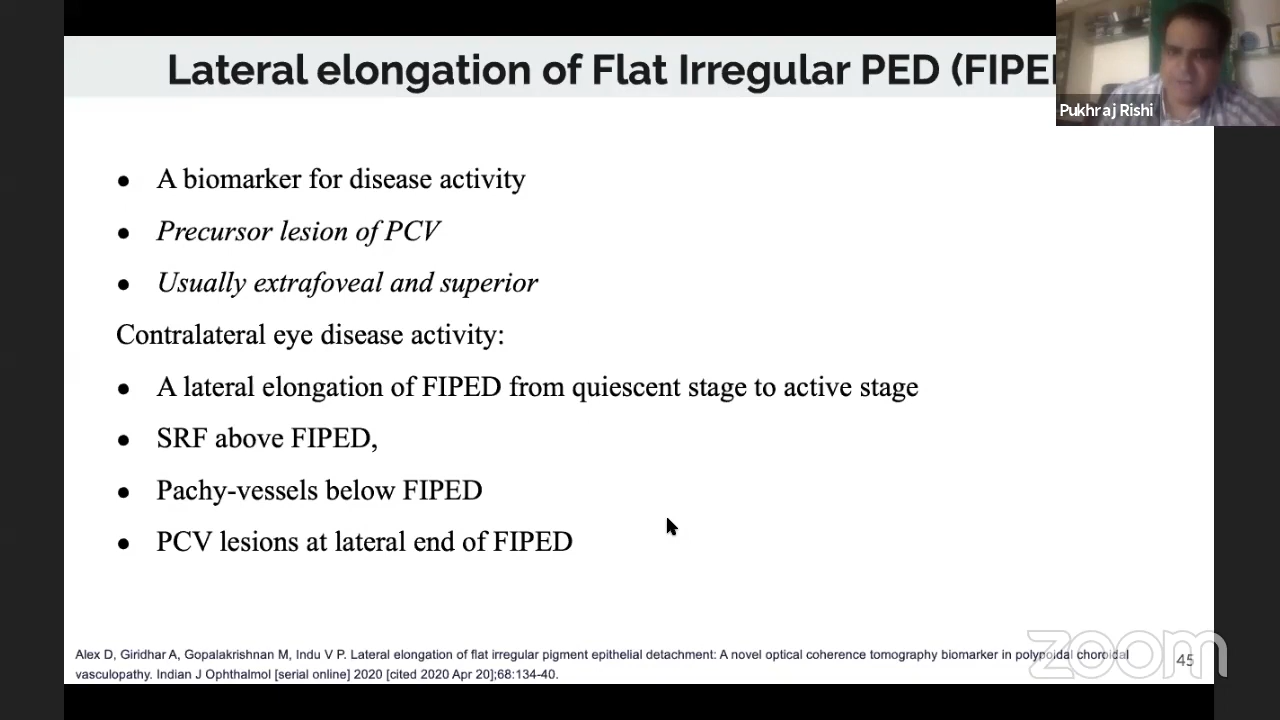 Lateral elongation of Flat Irregular PED (FIPE
Pukhraj Rishi
● A biomarker for disease activity
● Precursor lesion of PCV
● Usually extrafoveal and superior
Contralateral eye disease activity:
● A lateral elongation of FIPED from quiescent stage to active stage
● SRF above FIPED,
● Pachy-vessels below FIPED
● PCV lesions at lateral end of FIPED
Alex D, Giridhar A, Gopalakrishnan M, Indu V P. Lateral elongation of flat irregular pigment epithelial detachment: A novel optical coherence tomography biomarker in polypoidal choroidal
vasculopathy. Indian J Ophthalmol [serial online] 2020 [cited 2020 Apr 20];68:134-40.
45
zoom